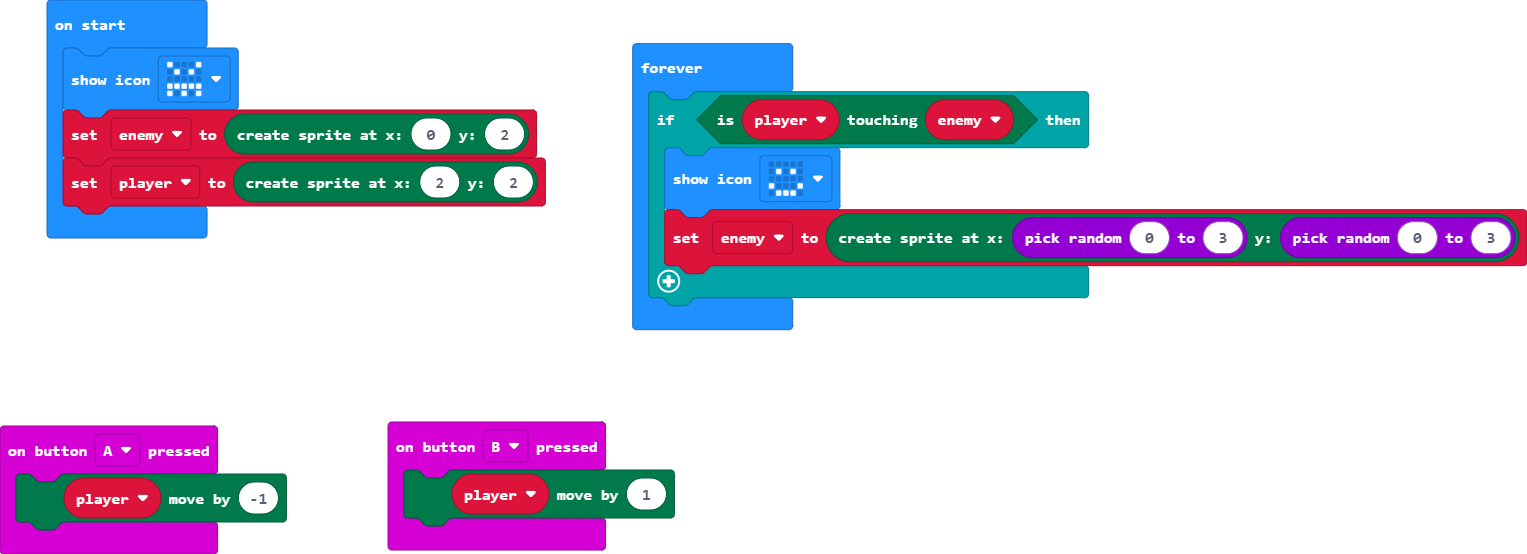 on start
show icon
set enemy to create sprite at x: 0 y: 2
set player to create sprite at x: 2 y: 2
forever
if is player touching enemy then
show icon
set enemy to create sprite at x: pick random 0 to 3 y: pick random 0 to 3
on button A pressed
player move by -1
on button B pressed
player move by 1